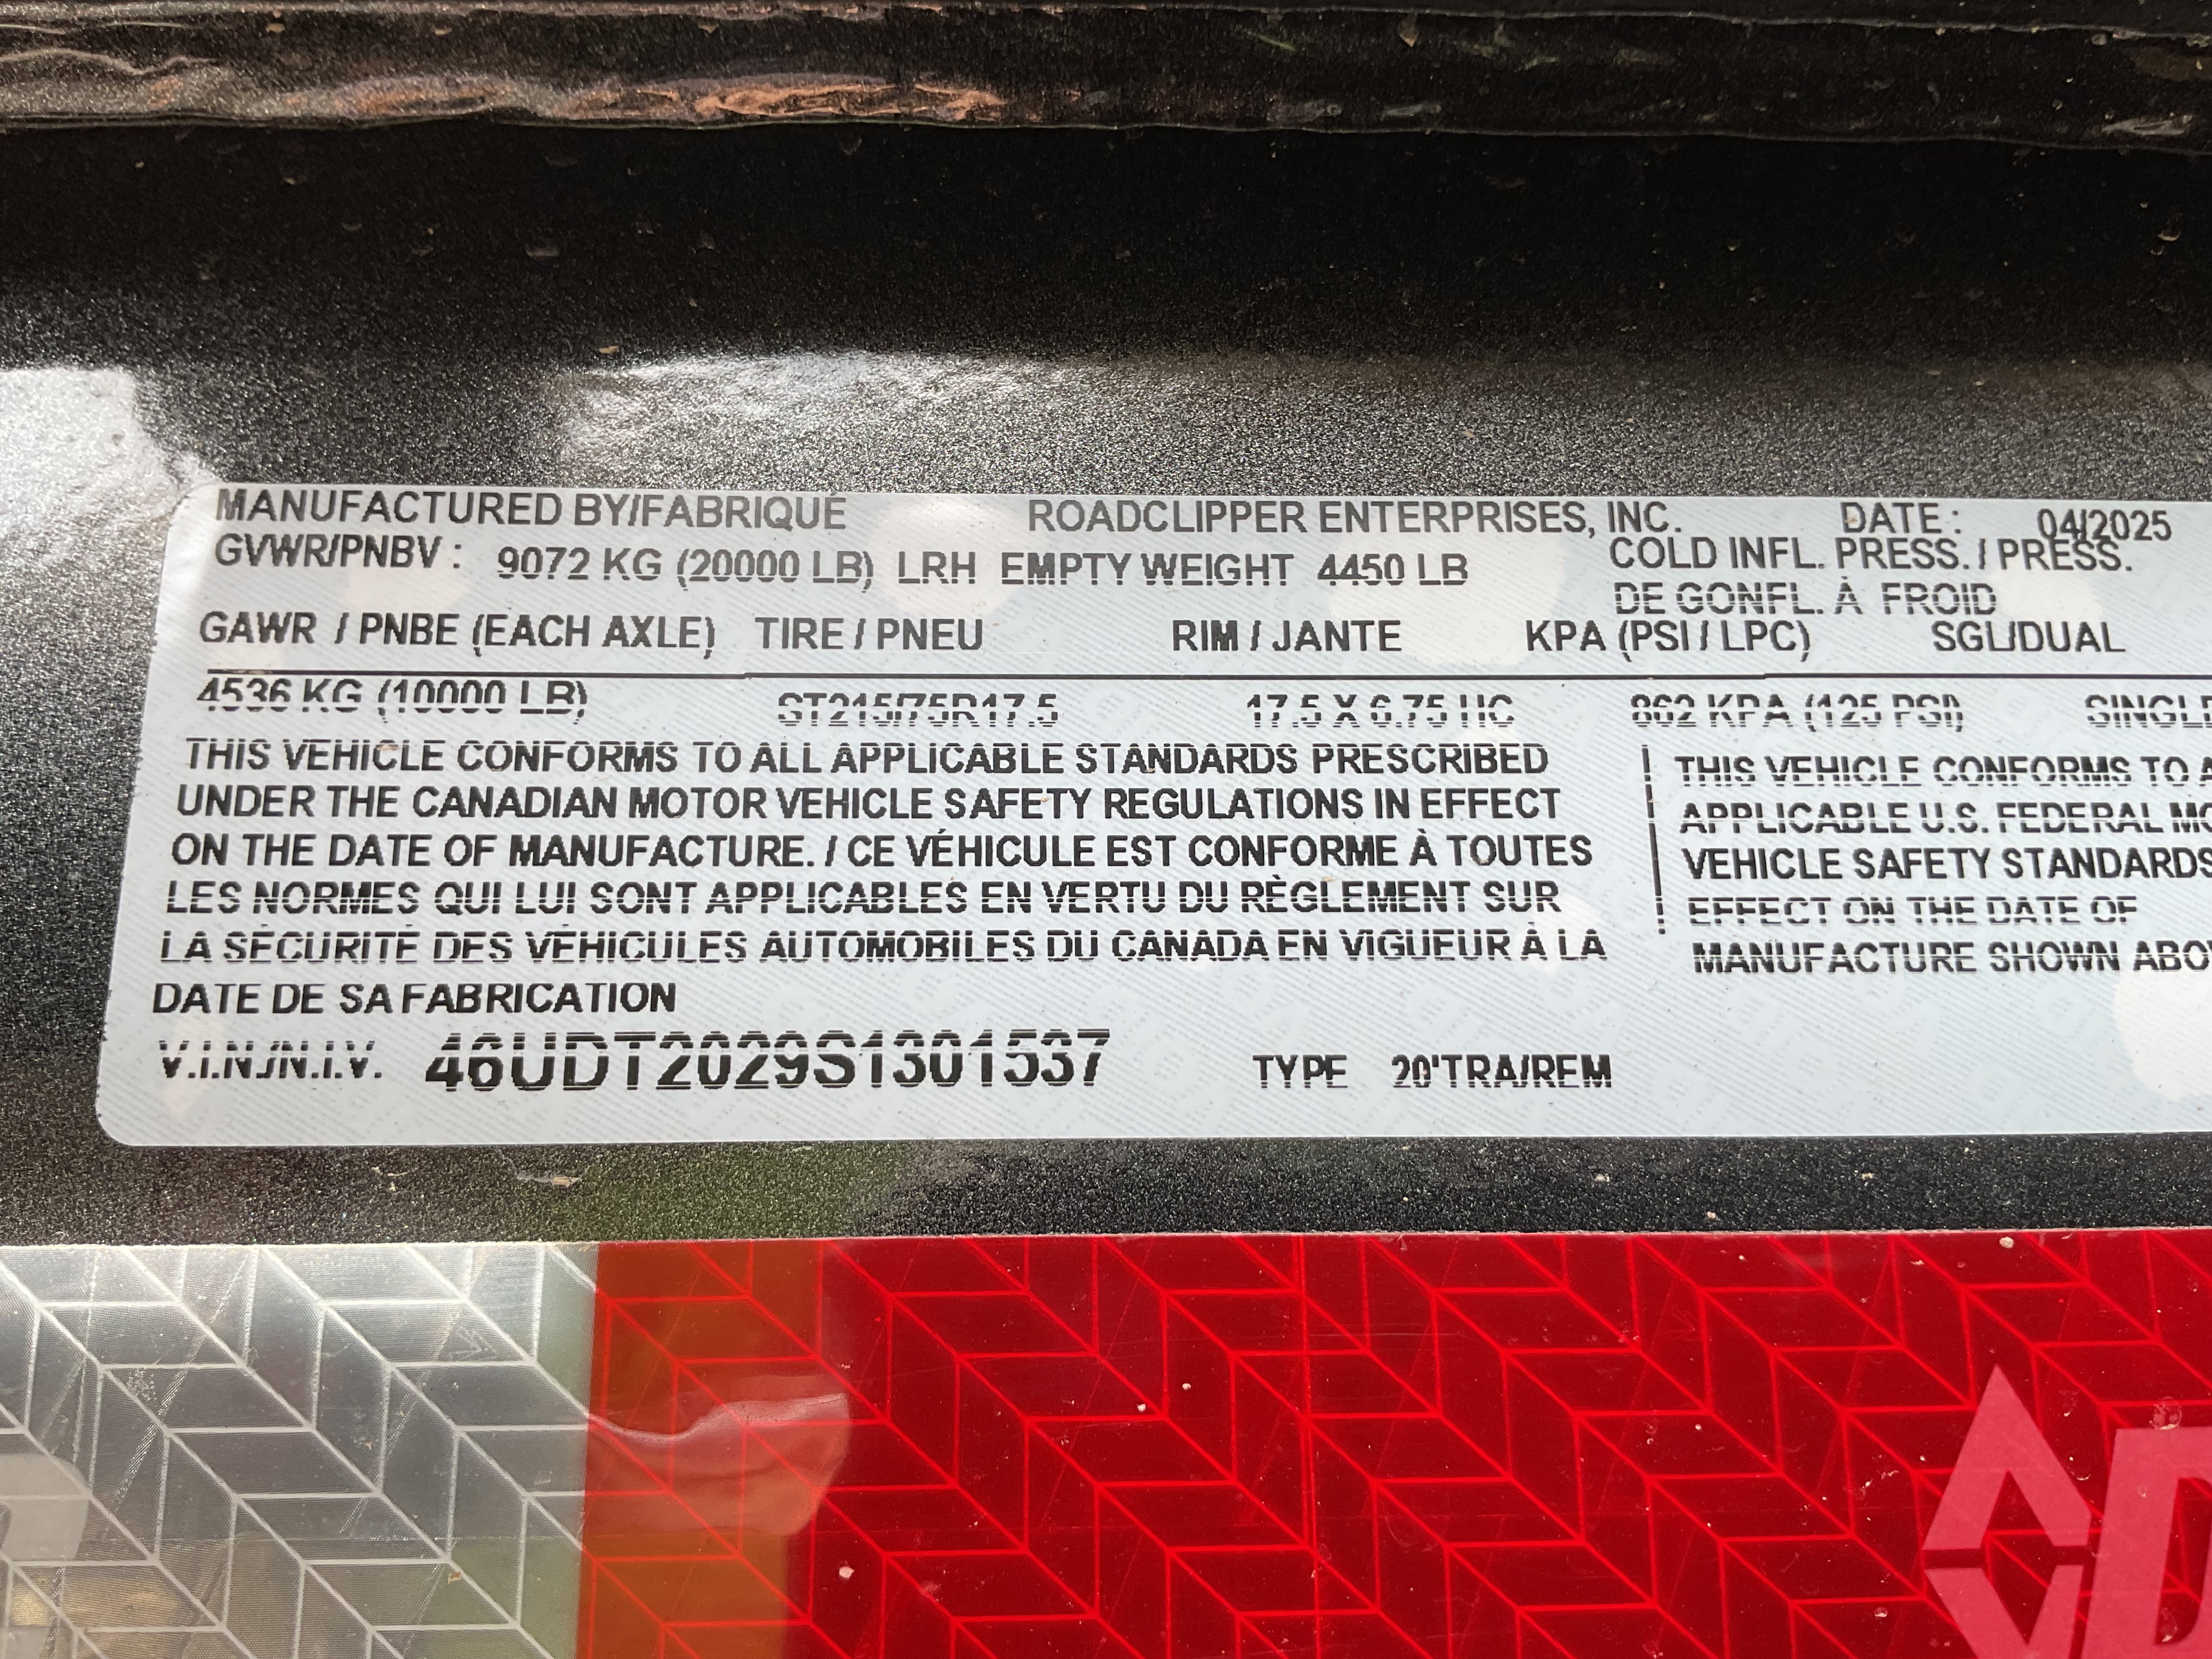 MANUFACTURED BY/FABRIQUÉ ROADCLIPPER ENTERPRISES, INC. DATE: 04/2025
GVWR/PNBV: 9072 KG (20000 LB) LRH EMPTY WEIGHT 4450 LB COLD INFL. PRESS. / PRESS.
DE GONFL. À FROID
GAWR / PNBE (EACH AXLE) TIRE / PNEU RIM / JANTE KPA (PSI / LPC) SGL/DUAL
4536 KG (10000 LB) ST215/75R17.5 17.5 X 6.75 HC 862 KPA (125 PSI) SINGL
THIS VEHICLE CONFORMS TO ALL APPLICABLE STANDARDS PRESCRIBED
UNDER THE CANADIAN MOTOR VEHICLE SAFETY REGULATIONS IN EFFECT
ON THE DATE OF MANUFACTURE. / CE VÉHICULE EST CONFORME À TOUTES
LES NORMES QUI LUI SONT APPLICABLES EN VERTU DU RÈGLEMENT SUR
LA SÉCURITÉ DES VÉHICULES AUTOMOBILES DU CANADA EN VIGUEUR À LA
DATE DE SA FABRICATION
THIS VEHICLE CONFORMS TO A
APPLICABLE U.S. FEDERAL MO
VEHICLE SAFETY STANDARDS
EFFECT ON THE DATE OF
MANUFACTURE SHOWN ABO
V.I.N./N.I.V. 46UDT2029S1301537 TYPE 20'TRA/REM